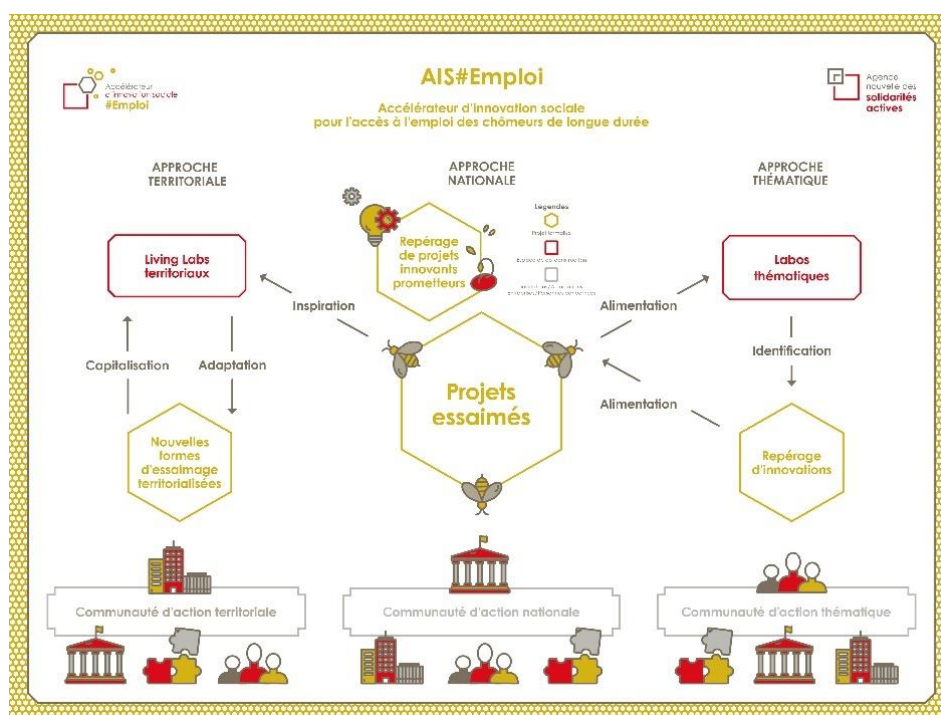 AIS#Emploi
Accélérateur
d'innovation sociale
#Emploi
Agence
nouvelle des
solidarités
actives
Accélérateur d'innovation sociale
pour l'accès à l'emploi des chômeurs de longue durée
APPROCHE
TERRITORIALE
APPROCHE
NATIONALE
APPROCHE
THÉMATIQUE
Légendes
Living Labs
territoriaux
Repérage
de projets
innovants
prometteurs
Labos
thématiques
Inspiration
Alimentation
Capitalisation
Adaptation
Identification
Projets
essaimés
Alimentation
Nouvelles
formes
d'essaimage
territorialisées
Repérage
d'innovations
Communauté d'action territoriale
Communauté d'action nationale
Communauté d'action thématique